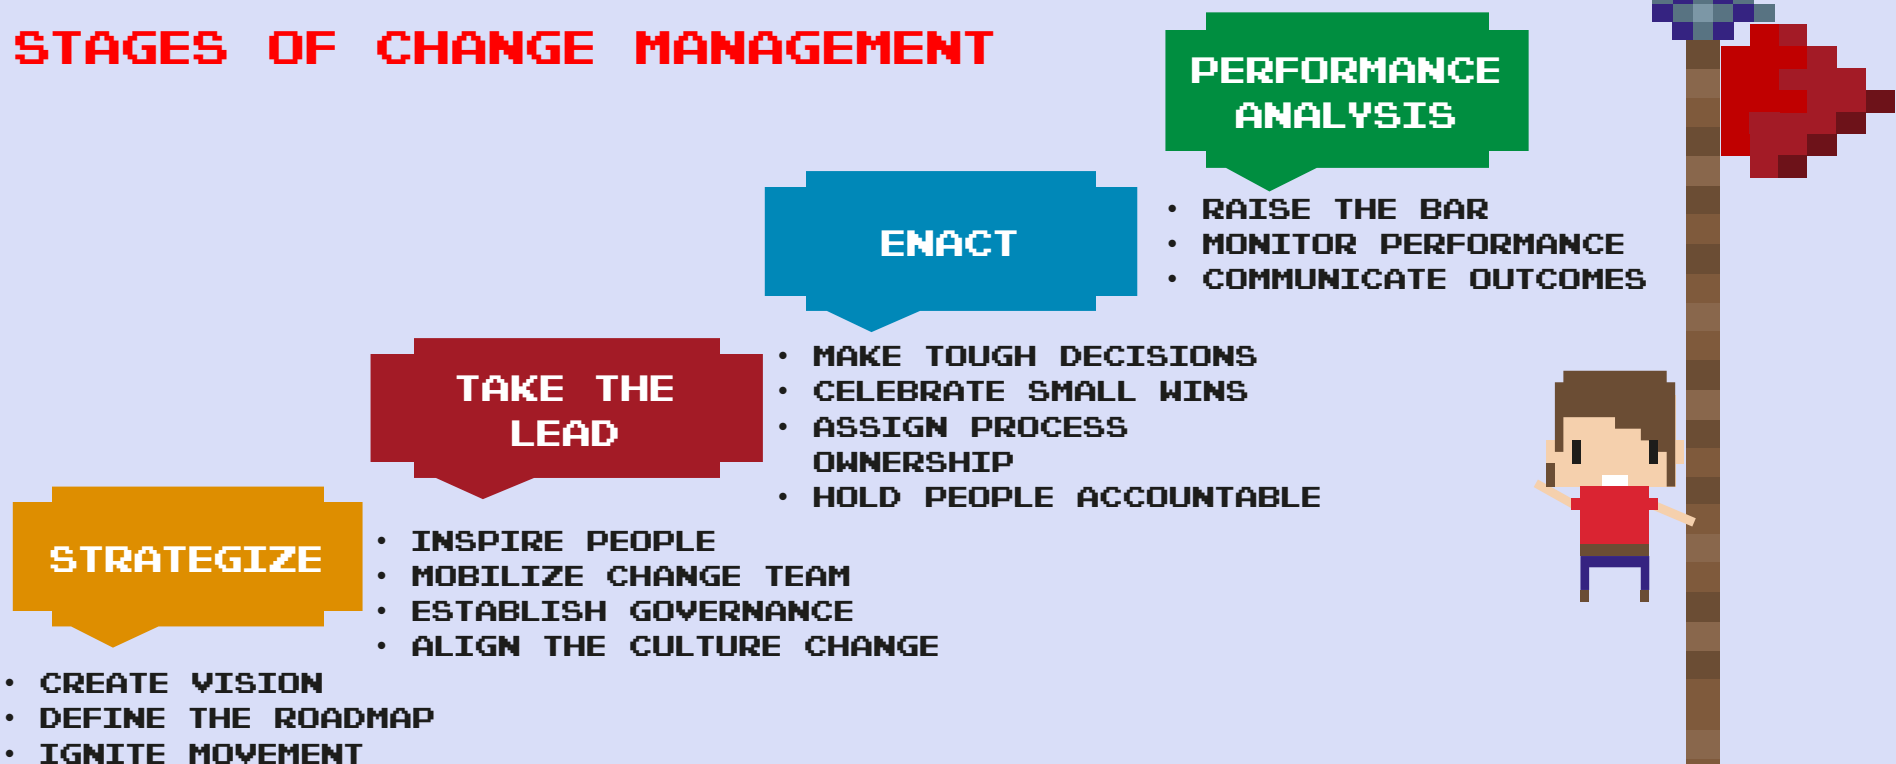 STAGES OF CHANGE MANAGEMENT
PERFORMANCE
ANALYSIS
• RAISE THE BAR
• MONITOR PERFORMANCE
• COMMUNICATE OUTCOMES
ENACT
• MAKE TOUGH DECISIONS
• CELEBRATE SMALL WINS
• ASSIGN PROCESS
OWNERSHIP
• HOLD PEOPLE ACCOUNTABLE
TAKE THE
LEAD
• INSPIRE PEOPLE
• MOBILIZE CHANGE TEAM
• ESTABLISH GOVERNANCE
• ALIGN THE CULTURE CHANGE
STRATEGIZE
• CREATE VISION
• DEFINE THE ROADMAP
• IGNITE MOVEMENT